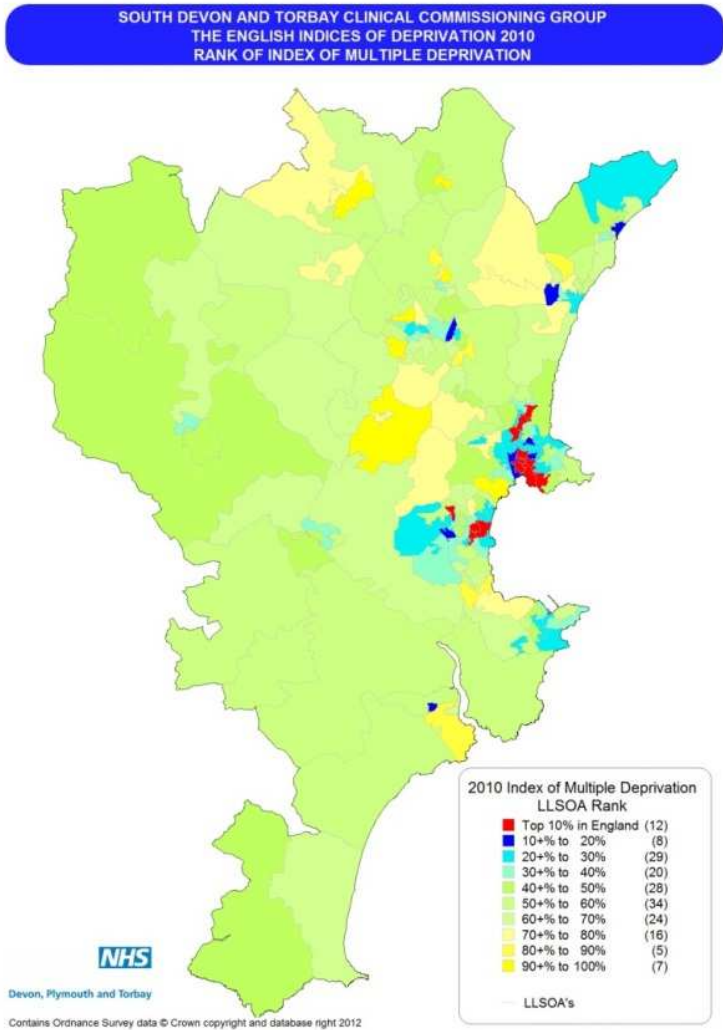 SOUTH DEVON AND TORBAY CLINICAL COMMISSIONING GROUP
THE ENGLISH INDICES OF DEPRIVATION 2010
RANK OF INDEX OF MULTIPLE DEPRIVATION
2010 Index of Multiple Deprivation
LLSOA Rank
Top 10% in England (12)
10+% to 20% (8)
20+% to 30% (29)
30+% to 40% (20)
40+% to 50% (28)
50+% to 60% (34)
60+% to 70% (24)
70+% to 80% (16)
80+% to 90% (5)
90+% to 100% (7)
LLSOA's
NHS
Devon, Plymouth and Torbay
Contains Ordnance Survey data © Crown copyright and database right 2012